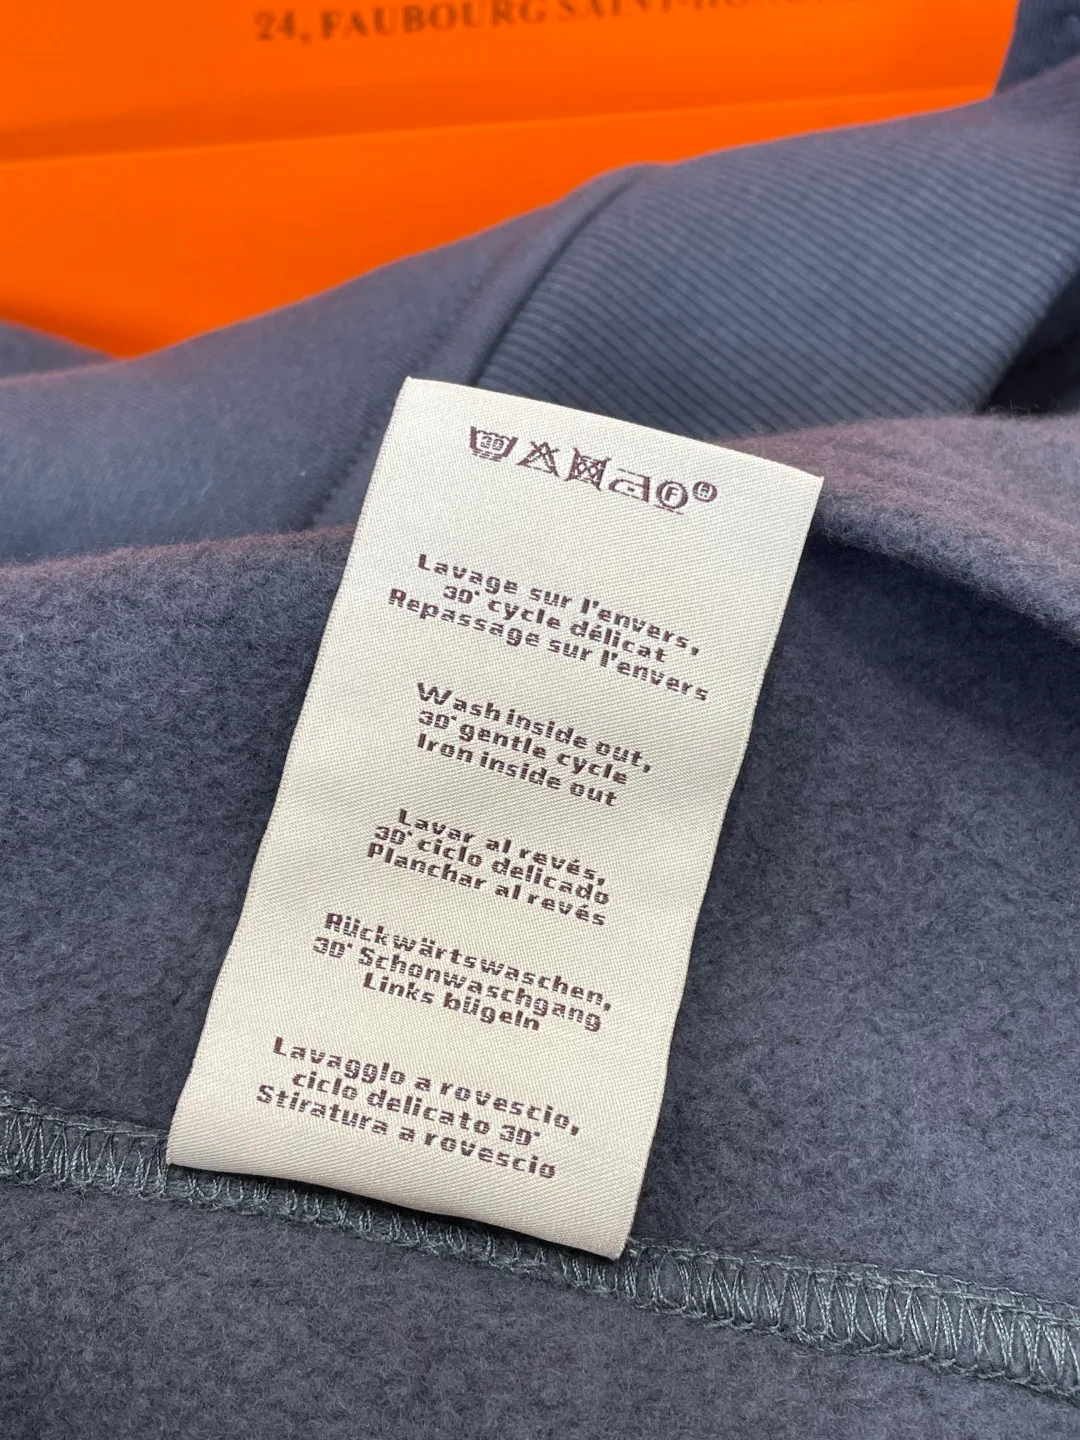 24, FAUBOURG SAINT-HON
30
F
W
Lavage sur l'envers,
30° cycle délicat
Repassage sur l'envers
Wash inside out,
30° gentle cycle
Iron inside out
Lavar al revés,
30° ciclo delicado
Planchar al revés
Rückwärtswaschen,
30° Schonwaschgang
Links bügeln
Lavagglo a rovescio,
ciclo delicato 30°
Stiratura a rovescio